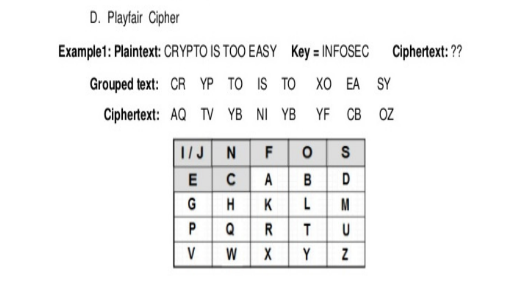 D. Playfair Cipher
Example1: Plaintext: CRYPTO IS TOO EASY Key = INFOSEC Ciphertext: ??
Grouped text: CR YP TO IS TO XO EA SY
Ciphertext: AQ TV YB NI YB YF CB OZ
I / J N F O S
E C A B D
G H K L M
P Q R T U
V W X Y Z